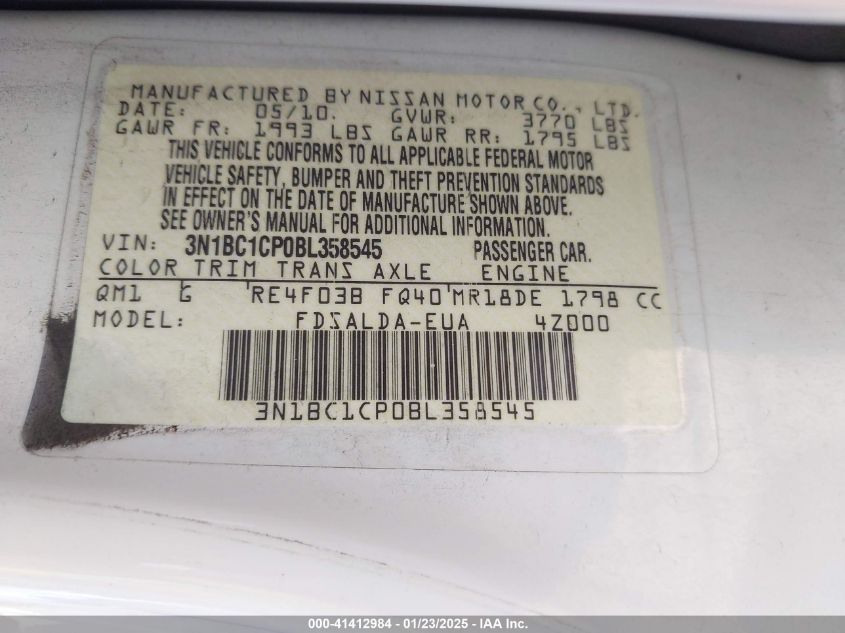 MANUFACTURED BY NISSAN MOTOR CO., LTD.
DATE: 05/10. GVWR: 3770 LBS
GAWR FR: 1993 LBS GAWR RR: 1795 LBS
THIS VEHICLE CONFORMS TO ALL APPLICABLE FEDERAL MOTOR
VEHICLE SAFETY, BUMPER AND THEFT PREVENTION STANDARDS
IN EFFECT ON THE DATE OF MANUFACTURE SHOWN ABOVE.
SEE OWNER'S MANUAL FOR ADDITIONAL INFORMATION.
VIN: 3N1BC1CP0BL358545 PASSENGER CAR.
COLOR TRIM TRANS AXLE ENGINE
QM1 G RE4F03B FQ40 MR18DE 1798 CC
MODEL: FDSALDA-EUA 4Z000
3N1BC1CP0BL358545
000-41412984 - 01/23/2025 - IAA Inc.